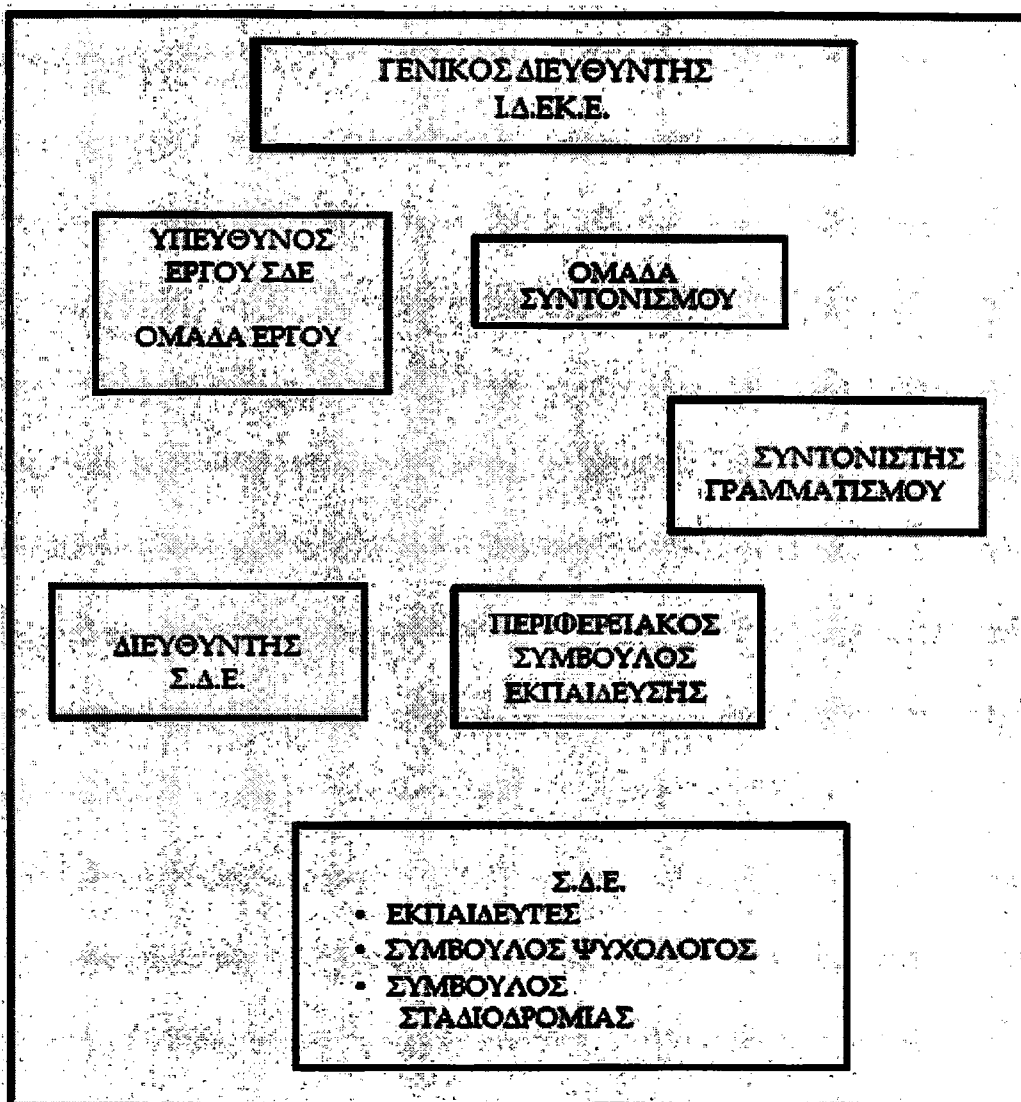 ΓΕΝΙΚΟΣ ΔΙΕΥΘΥΝΤΗΣ
Ι.Δ.ΕΚ.Ε.
ΥΠΕΥΘΥΝΟΣ
ΕΡΓΟΥ ΣΔΕ
ΟΜΑΔΑ ΕΡΓΟΥ
ΟΜΑΔΑ
ΣΥΝΤΟΝΙΣΜΟΥ
ΣΥΝΤΟΝΙΣΤΗΣ
ΓΡΑΜΜΑΤΙΣΜΟΥ
ΔΙΕΥΘΥΝΤΗΣ
Σ.Δ.Ε.
ΠΕΡΙΦΕΡΕΙΑΚΟΣ
ΣΥΜΒΟΥΛΟΣ
ΕΚΠΑΙΔΕΥΣΗΣ
Σ.Δ.Ε.
• ΕΚΠΑΙΔΕΥΤΕΣ
• ΣΥΜΒΟΥΛΟΣ ΨΥΧΟΛΟΓΟΣ
• ΣΥΜΒΟΥΛΟΣ
ΣΤΑΔΙΟΔΡΟΜΙΑΣ